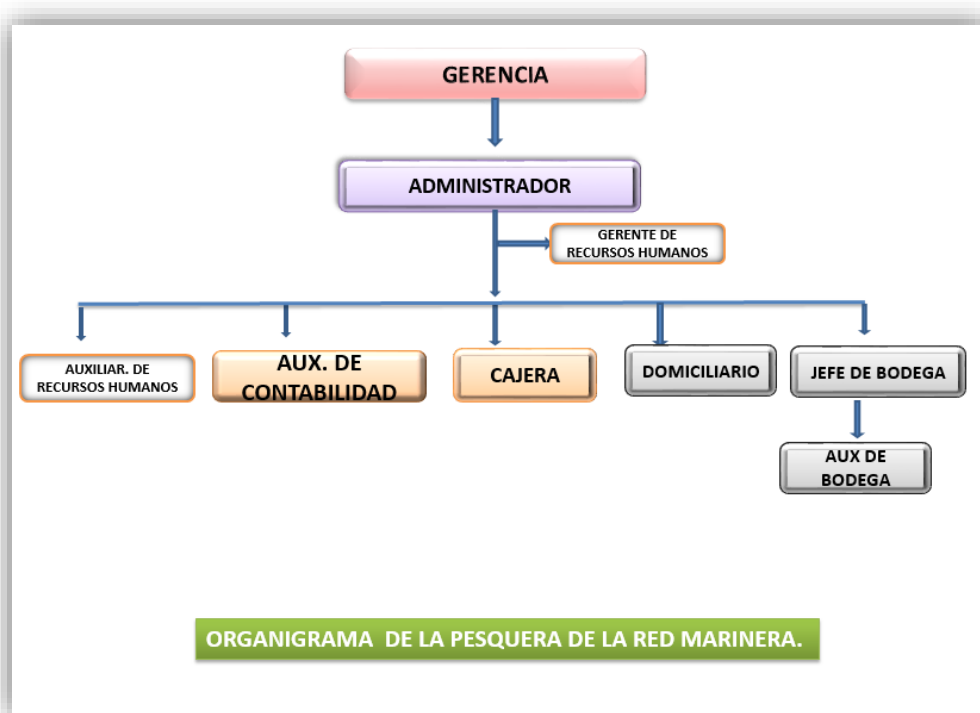 GERENCIA
ADMINISTRADOR
GERENTE DE
RECURSOS HUMANOS
AUXILIAR. DE
RECURSOS HUMANOS
AUX. DE
CONTABILIDAD
CAJERA
DOMICILIARIO
JEFE DE BODEGA
AUX DE
BODEGA
ORGANIGRAMA  DE LA PESQUERA DE LA RED MARINERA.